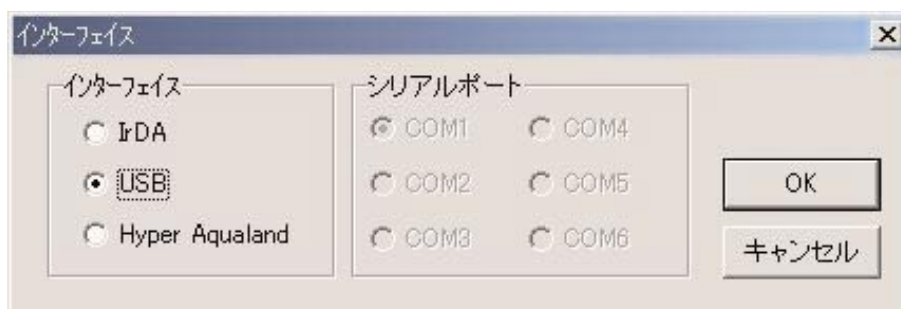 インターフェイス
インターフェイス
IrDA
USB
Hyper Aqualand
シリアルポート
COM1
COM4
COM2
COM5
COM3
COM6
OK
キャンセル